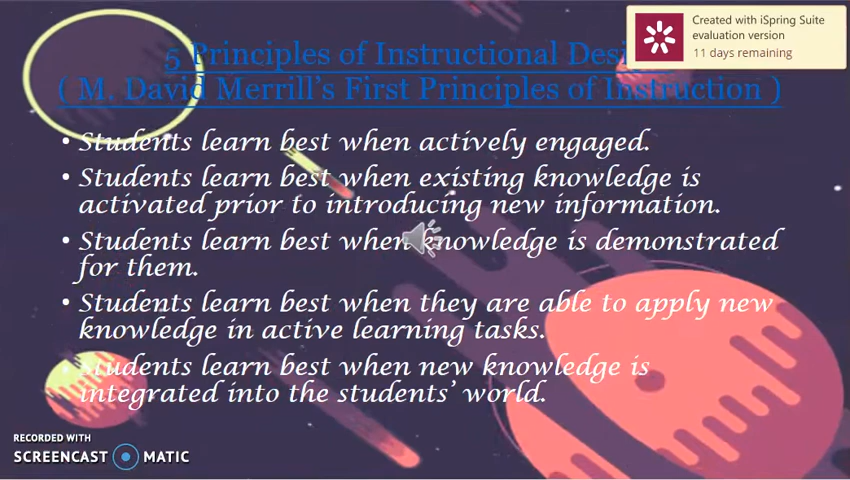 Created with iSpring Suite
evaluation version
11 days remaining
5 Principles of Instructional Desi
( M. David Merrill's First Principles of Instruction )
• Students learn best when actively engaged.
• Students learn best when existing knowledge is
activated prior to introducing new information.
• Students learn best when knowledge is demonstrated
for them.
• Students learn best when they are able to apply new
knowledge in active learning tasks.
• Students learn best when new knowledge is
integrated into the students' world.
RECORDED WITH
SCREENCAST MATIC